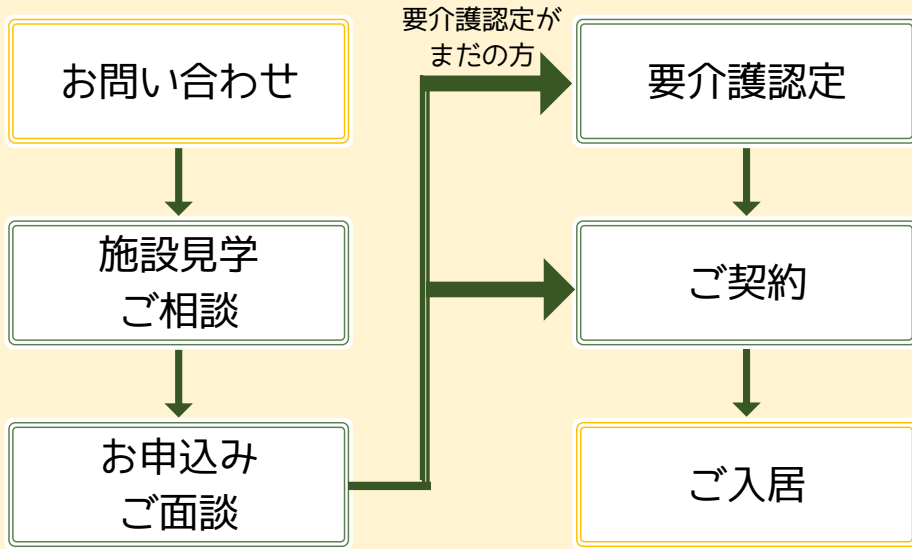 お問い合わせ
施設見学
ご相談
お申込み
ご面談
要介護認定が
まだの方
要介護認定
ご契約
ご入居